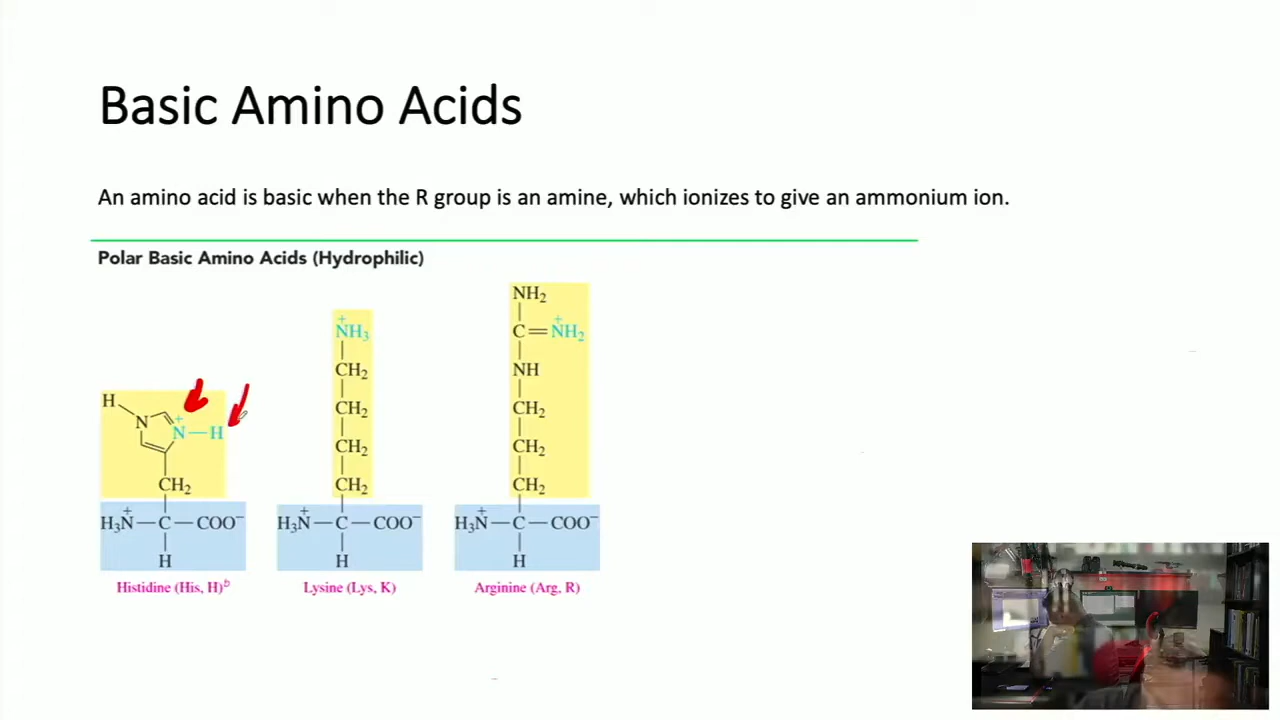 Basic Amino Acids
An amino acid is basic when the R group is an amine, which ionizes to give an ammonium ion.
Polar Basic Amino Acids (Hydrophilic)
H
N
+
N—H
CH₂
H₃N⁺—C—COO⁻
H
Histidine (His, H)ᵇ
+
NH₃
CH₂
CH₂
CH₂
CH₂
H₃N⁺—C—COO⁻
H
Lysine (Lys, K)
NH₂
+
C=NH₂
NH
CH₂
CH₂
CH₂
H₃N⁺—C—COO⁻
H
Arginine (Arg, R)